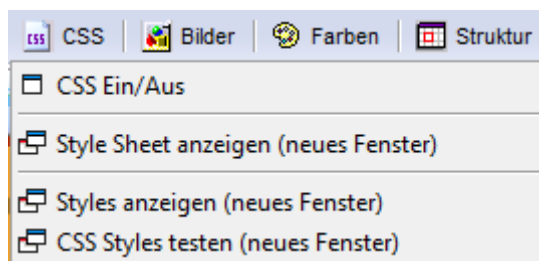 CSS Bilder Farben Struktur
CSS Ein/Aus
Style Sheet anzeigen (neues Fenster)
Styles anzeigen (neues Fenster)
CSS Styles testen (neues Fenster)